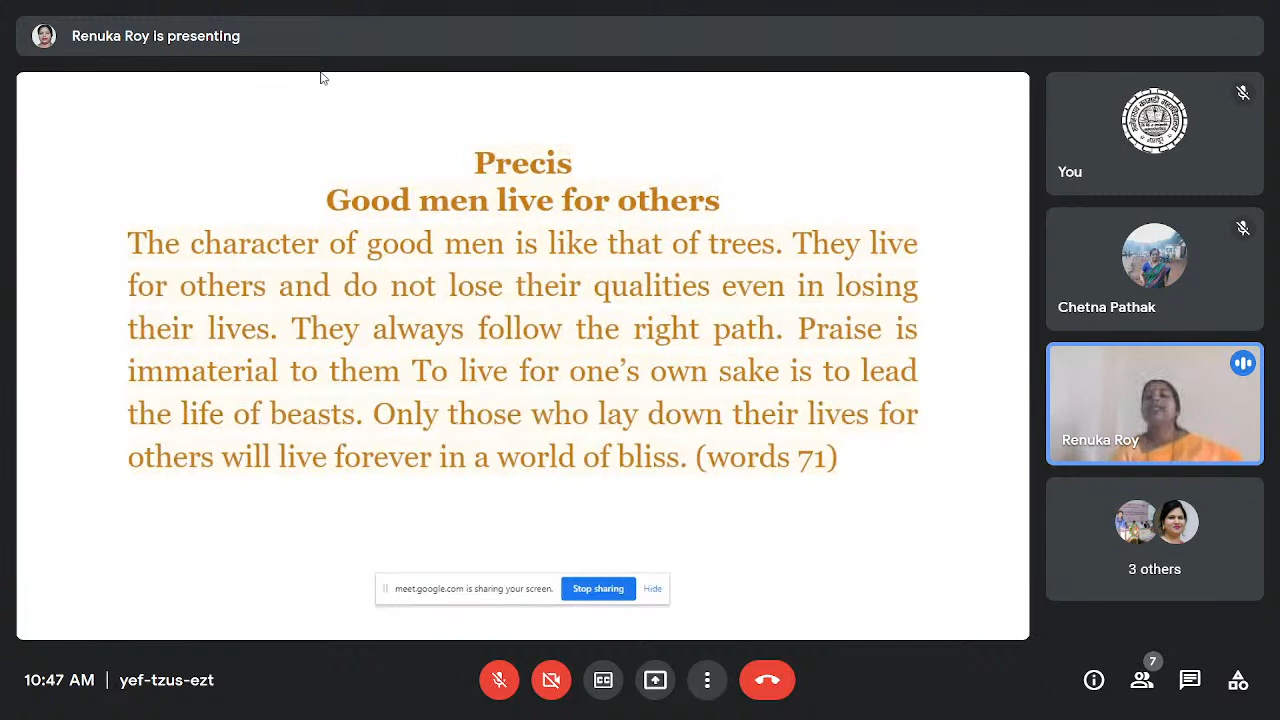 Renuka Roy is presenting
Precis
Good men live for others
The character of good men is like that of trees. They live
for others and do not lose their qualities even in losing
their lives. They always follow the right path. Praise is
immaterial to them To live for one's own sake is to lead
the life of beasts. Only those who lay down their lives for
others will live forever in a world of bliss. (words 71)
meet.google.com is sharing your screen. Stop sharing Hide
You
Chetna Pathak
Renuka Roy
3 others
10:47 AM | yef-tzus-ezt
7